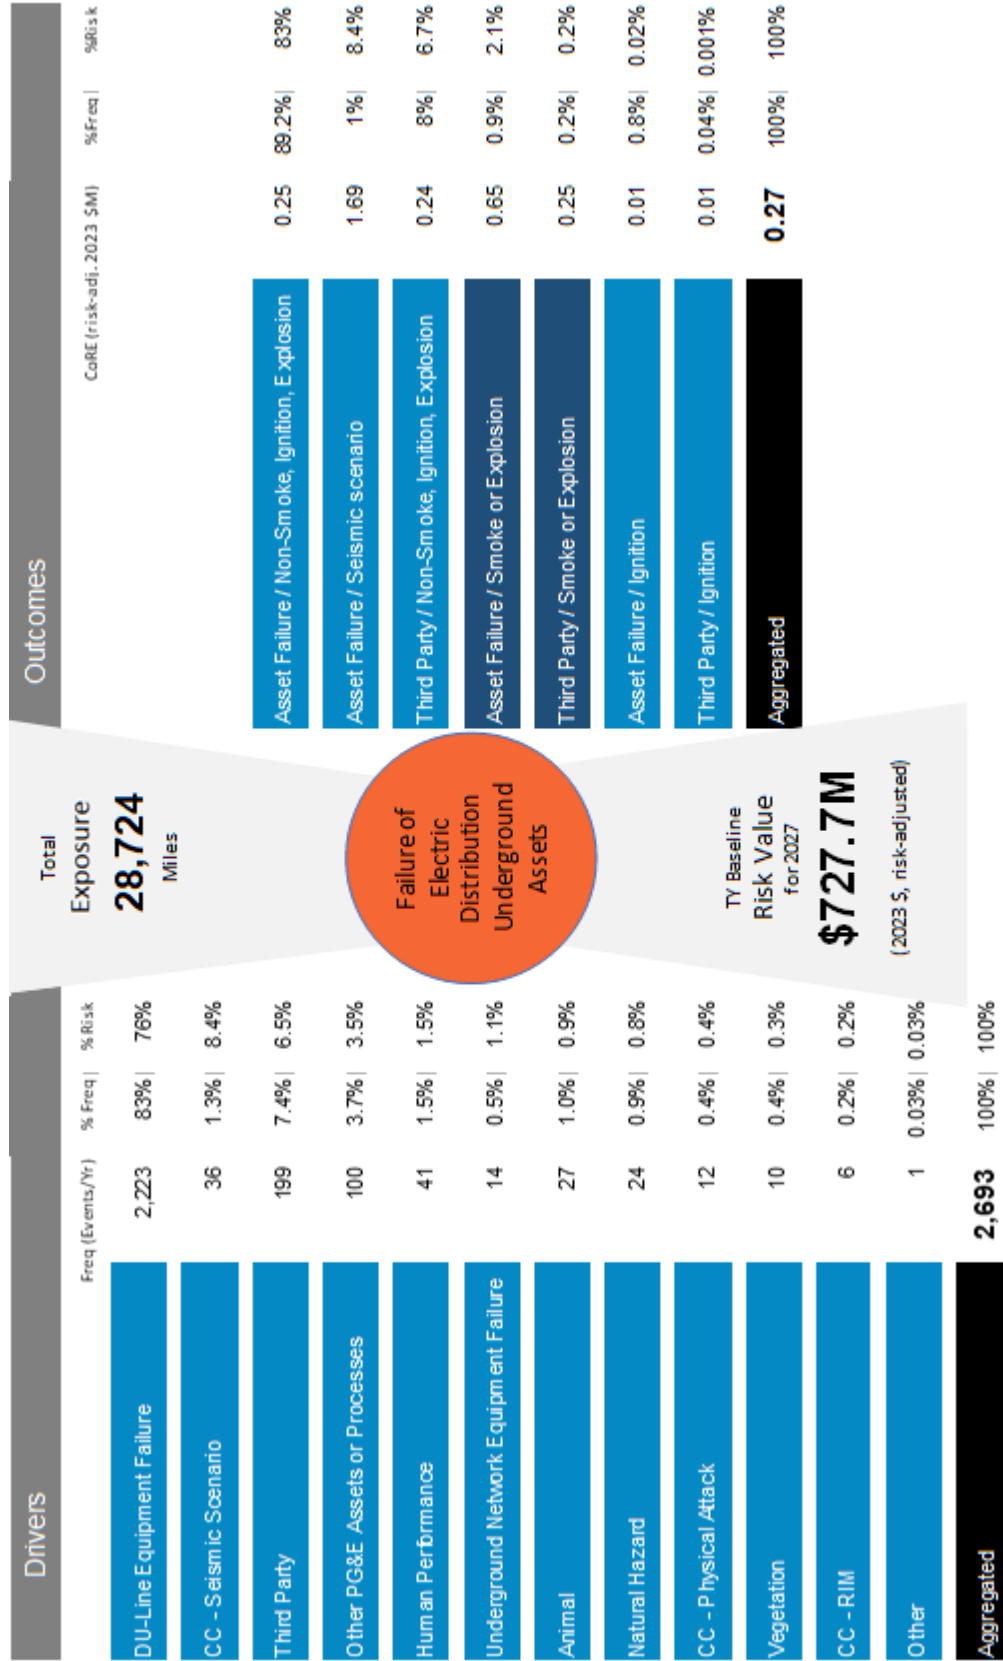 Drivers
Freq (Events/Yr) % Freq | %Risk
DU-Line Equipment Failure 2,223 83% | 76%
CC - Seismic Scenario 36 1.3% | 8.4%
Third Party 199 7.4% | 6.5%
Other PG&E Assets or Processes 100 3.7% | 3.5%
Human Performance 41 1.5% | 1.5%
Underground Network Equipment Failure 14 0.5% | 1.1%
Animal 27 1.0% | 0.9%
Natural Hazard 24 0.9% | 0.8%
CC - Physical Attack 12 0.4% | 0.4%
Vegetation 10 0.4% | 0.3%
CC - RIM 6 0.2% | 0.2%
Other 1 0.03% | 0.03%
Aggregated 2,693 100% | 100%
Total
Exposure
28,724
Miles
Failure of
Electric
Distribution
Underground
Assets
TY Baseline
Risk Value
for 2027
$727.7M
(2023 $, risk-adjusted)
Outcomes
CoRE (risk-adj. 2023 $M) %Freq | %Risk
Asset Failure / Non-Smoke, Ignition, Explosion 0.25 89.2% | 83%
Asset Failure / Seismic scenario 1.69 1% | 8.4%
Third Party / Non-Smoke, Ignition, Explosion 0.24 8% | 6.7%
Asset Failure / Smoke or Explosion 0.65 0.9% | 2.1%
Third Party / Smoke or Explosion 0.25 0.2% | 0.2%
Asset Failure / Ignition 0.01 0.8% | 0.02%
Third Party / Ignition 0.01 0.04% | 0.001%
Aggregated 0.27 100% | 100%